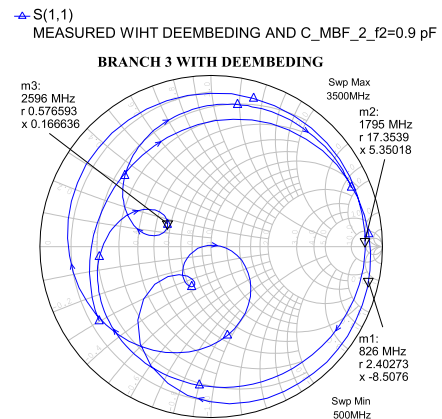 S(1,1)
MEASURED WIHT DEEMBEDING AND C_MBF_2_f2=0.9 pF
BRANCH 3 WITH DEEMBEDING
Swp Max
3500MHz
m3:
2596 MHz
r 0.576593
x 0.166636
m2:
1795 MHz
r 17.3539
x 5.35018
m1:
826 MHz
r 2.40273
x -8.5076
Swp Min
500MHz